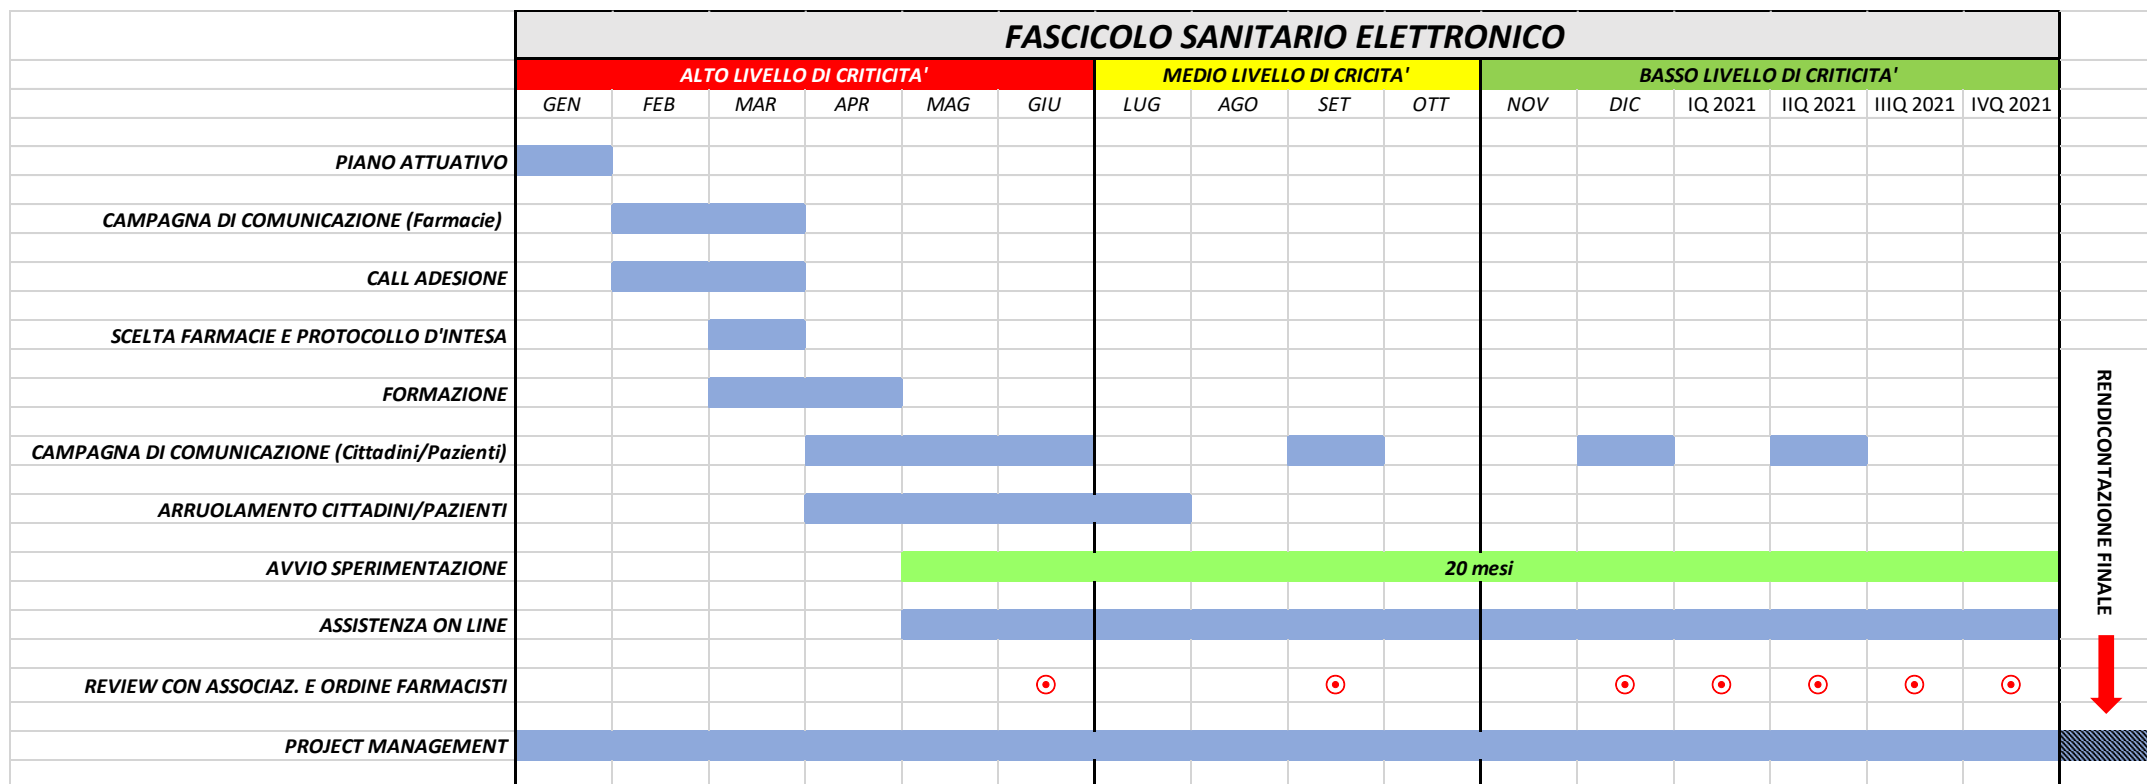 FASCICOLO SANITARIO ELETTRONICO
ALTO LIVELLO DI CRITICITA' MEDIO LIVELLO DI CRICITA' BASSO LIVELLO DI CRITICITA'
GEN FEB MAR APR MAG GIU LUG AGO SET OTT NOV DIC IQ 2021 IIQ 2021 IIIQ 2021 IVQ 2021
PIANO ATTUATIVO
CAMPAGNA DI COMUNICAZIONE (Farmacie)
CALL ADESIONE
SCELTA FARMACIE E PROTOCOLLO D'INTESA
FORMAZIONE
CAMPAGNA DI COMUNICAZIONE (Cittadini/Pazienti)
ARRUOLAMENTO CITTADINI/PAZIENTI
AVVIO SPERIMENTAZIONE 20 mesi
ASSISTENZA ON LINE
REVIEW CON ASSOCIAZ. E ORDINE FARMACISTI
PROJECT MANAGEMENT
RENDICONTAZIONE FINALE